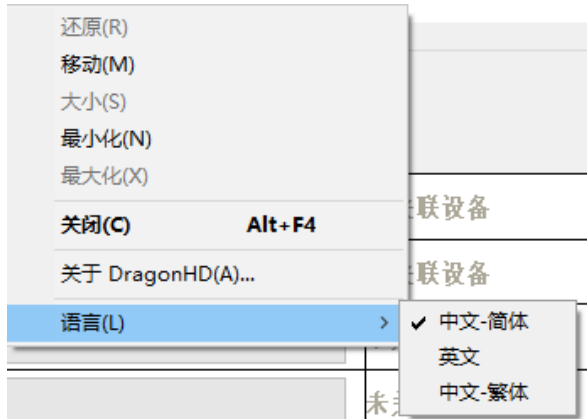 还原(R)
移动(M)
大小(S)
最小化(N)
最大化(X)
关闭(C) Alt+F4
关于 DragonHD(A)...
语言(L)
中文-简体
英文
中文-繁体
联设备
联设备
未